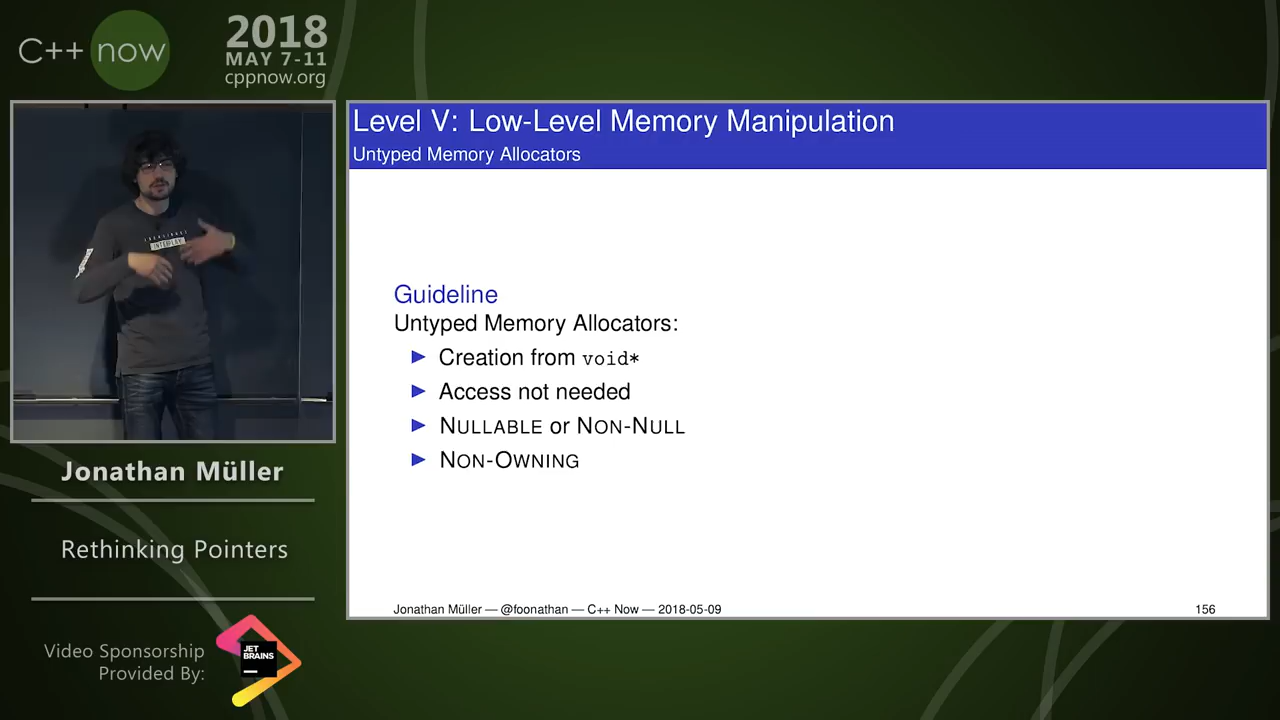 C++ now
2018
MAY 7-11
cppnow.org
Level V: Low-Level Memory Manipulation
Untyped Memory Allocators
INTERPLAY
Guideline
Untyped Memory Allocators:
Creation from void*
Access not needed
NULLABLE or NON-NULL
NON-OWNING
Jonathan Müller
Rethinking Pointers
Video Sponsorship
Provided By:
JET
BRAINS
Jonathan Müller — @foonathan — C++ Now — 2018-05-09
156